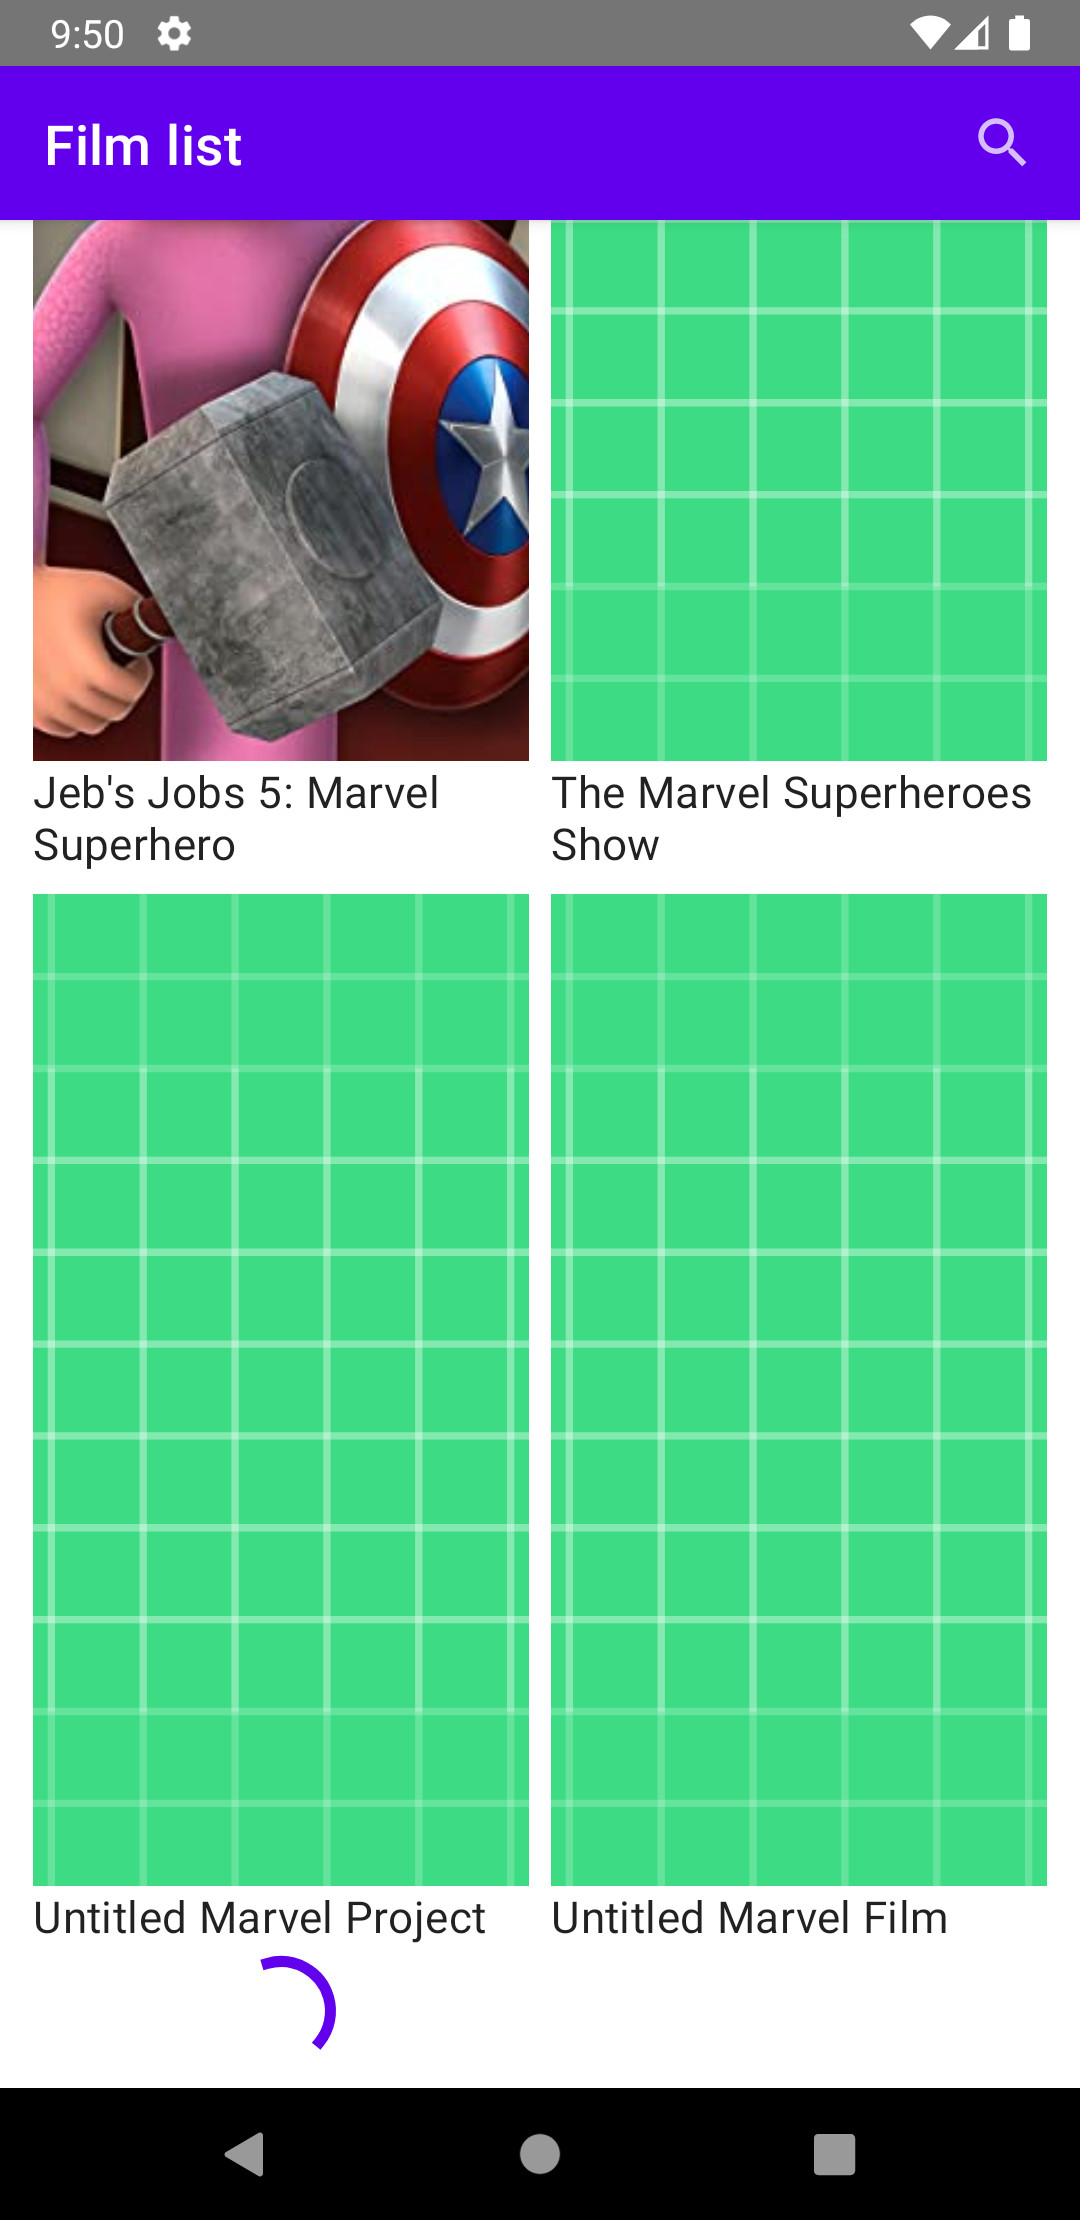 9:50
Film list
Jeb's Jobs 5: Marvel
Superhero
The Marvel Superheroes
Show
Untitled Marvel Project
Untitled Marvel Film